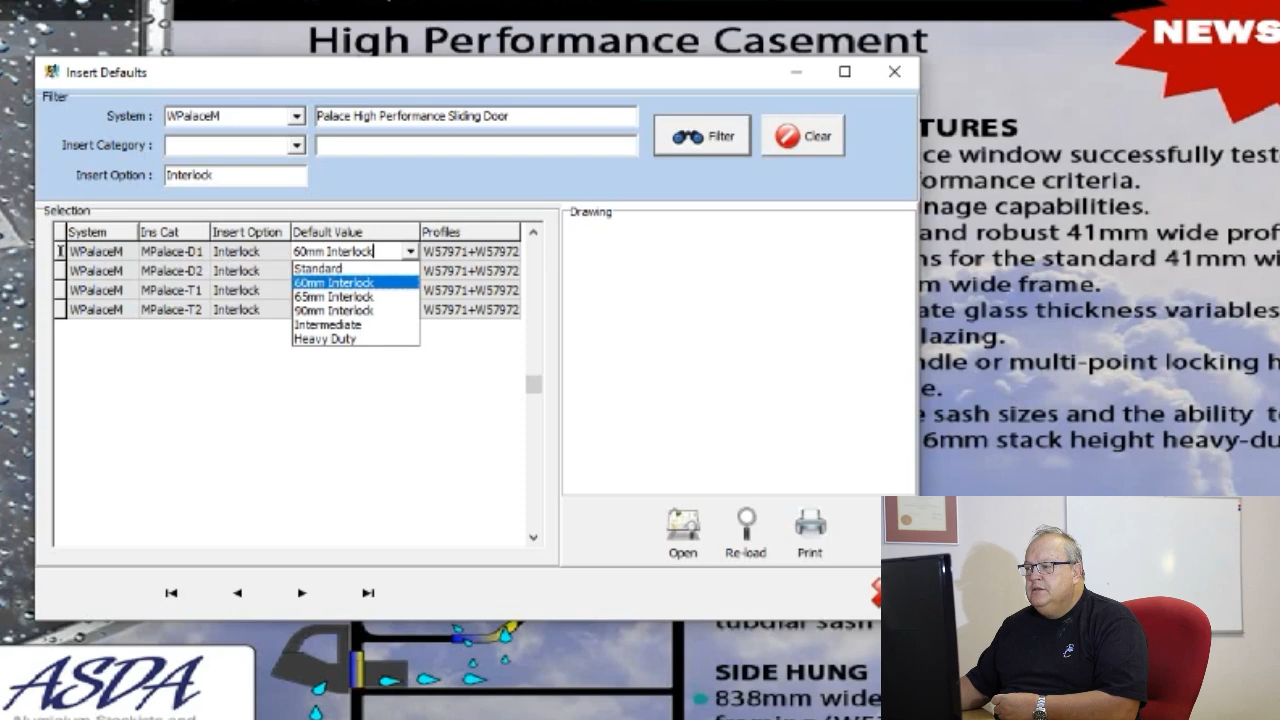 High Performance Casement
NEWS
Insert Defaults
Filter
System :
WPalaceM
Palace High Performance Sliding Door
Filter
Clear
Insert Category :
Insert Option :
Interlock
Selection
Drawing
System Ins Cat Insert Option Default Value Profiles
WPalaceM MPalace-D1 Interlock 60mm Interlock W57971+W57972
WPalaceM MPalace-D2 Interlock W57971+W57972
WPalaceM MPalace-T1 Interlock W57971+W57972
WPalaceM MPalace-T2 Interlock W57971+W57972
Standard
60mm Interlock
65mm Interlock
90mm Interlock
Intermediate
Heavy Duty
Open Re-load Print
TURES
ce window successfully test
ormance criteria.
nage capabilities.
and robust 41mm wide prof
ns for the standard 41mm wi
m wide frame.
ate glass thickness variables
lazing.
ndle or multi-point locking h
e.
e sash sizes and the ability t
6mm stack height heavy-du
tubular sash
SIDE HUNG
838mm wide
ASDA
Aluminium Stockists and